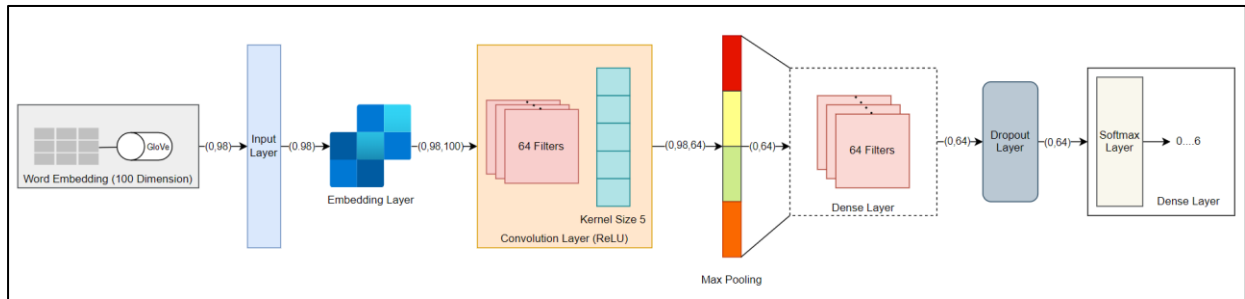 GloVe
Word Embedding (100 Dimension)
(0,98)
Input
Layer
(0.98)
Embedding Layer
(0,98,100)
64 Filters
Kernel Size 5
Convolution Layer (ReLU)
(0,98,64)
Max Pooling
(0,64)
64 Filters
Dense Layer
(0,64)
Dropout
Layer
(0,64)
Softmax
Layer
0....6
Dense Layer